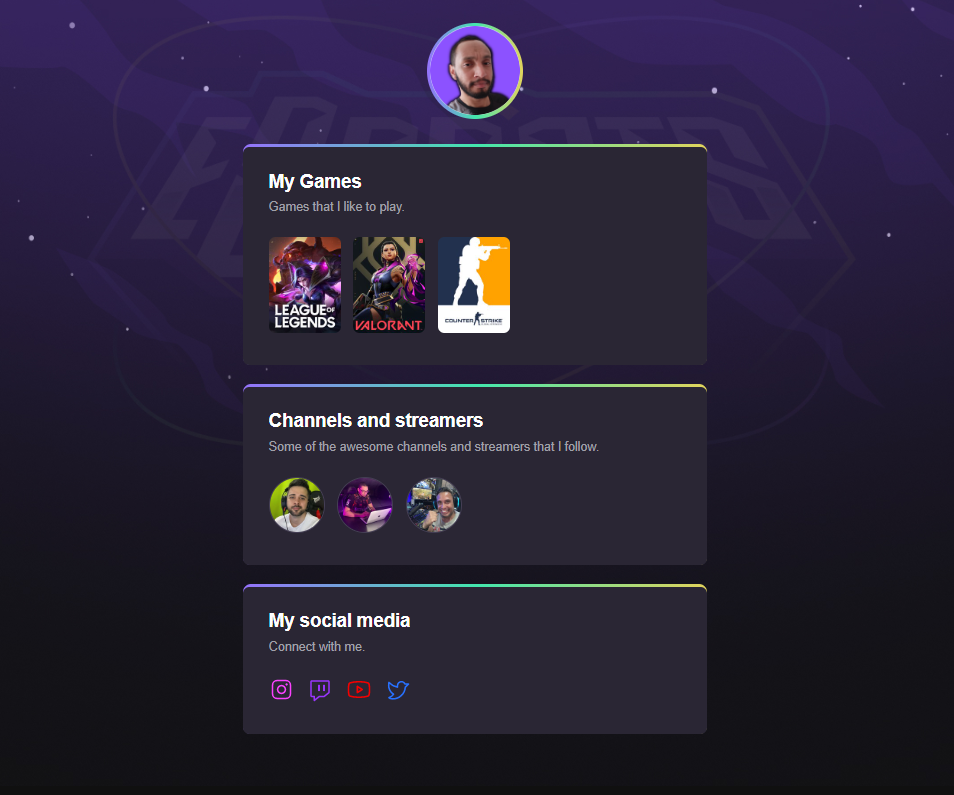 ESPORTS
My Games
Games that I like to play.
LEAGUE OF
LEGENDS
VALORANT
COUNTER STRIKE
Channels and streamers
Some of the awesome channels and streamers that I follow.
My social media
Connect with me.